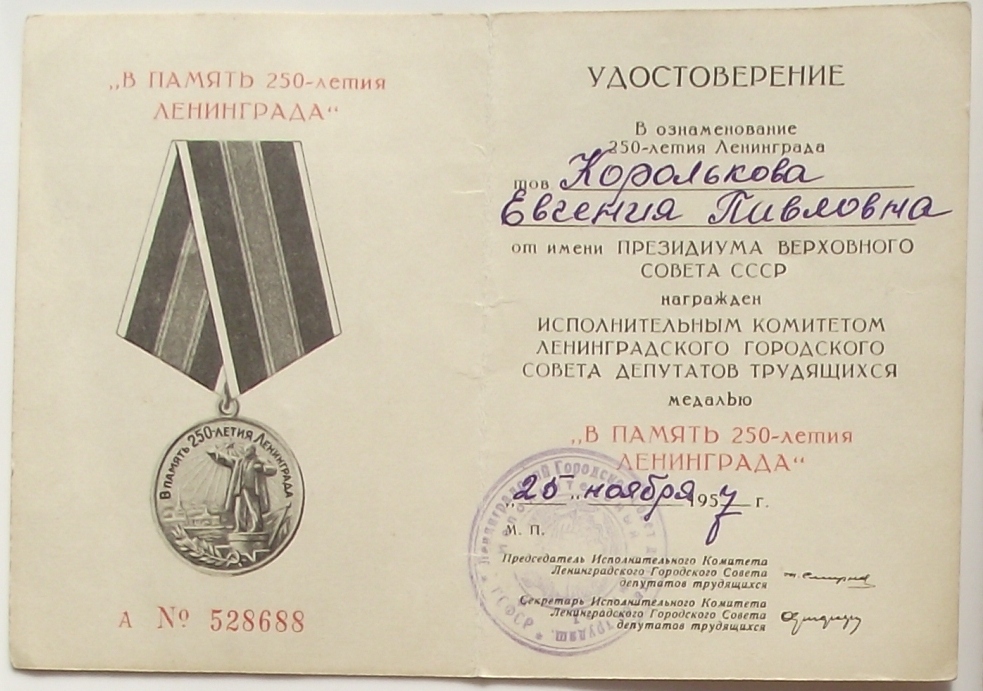 „В ПАМЯТЬ 250-летия
ЛЕНИНГРАДА“
В ПАМЯТЬ 250-ЛЕТИЯ ЛЕНИНГРАДА
А № 528688
УДОСТОВЕРЕНИЕ
В ознаменование
250-летия Ленинграда
тов Королькова
Евгения Павловна
от имени ПРЕЗИДИУМА ВЕРХОВНОГО
СОВЕТА СССР
награжден
ИСПОЛНИТЕЛЬНЫМ КОМИТЕТОМ
ЛЕНИНГРАДСКОГО ГОРОДСКОГО
СОВЕТА ДЕПУТАТОВ ТРУДЯЩИХСЯ
медалью
„В ПАМЯТЬ 250-летия
ЛЕНИНГРАДА“
„25“ ноября 1957 г.
М. П.
Председатель Исполнительного Комитета
Ленинградского Городского Совета
депутатов трудящихся
Секретарь Исполнительного Комитета
Ленинградского Городского Совета
депутатов трудящихся